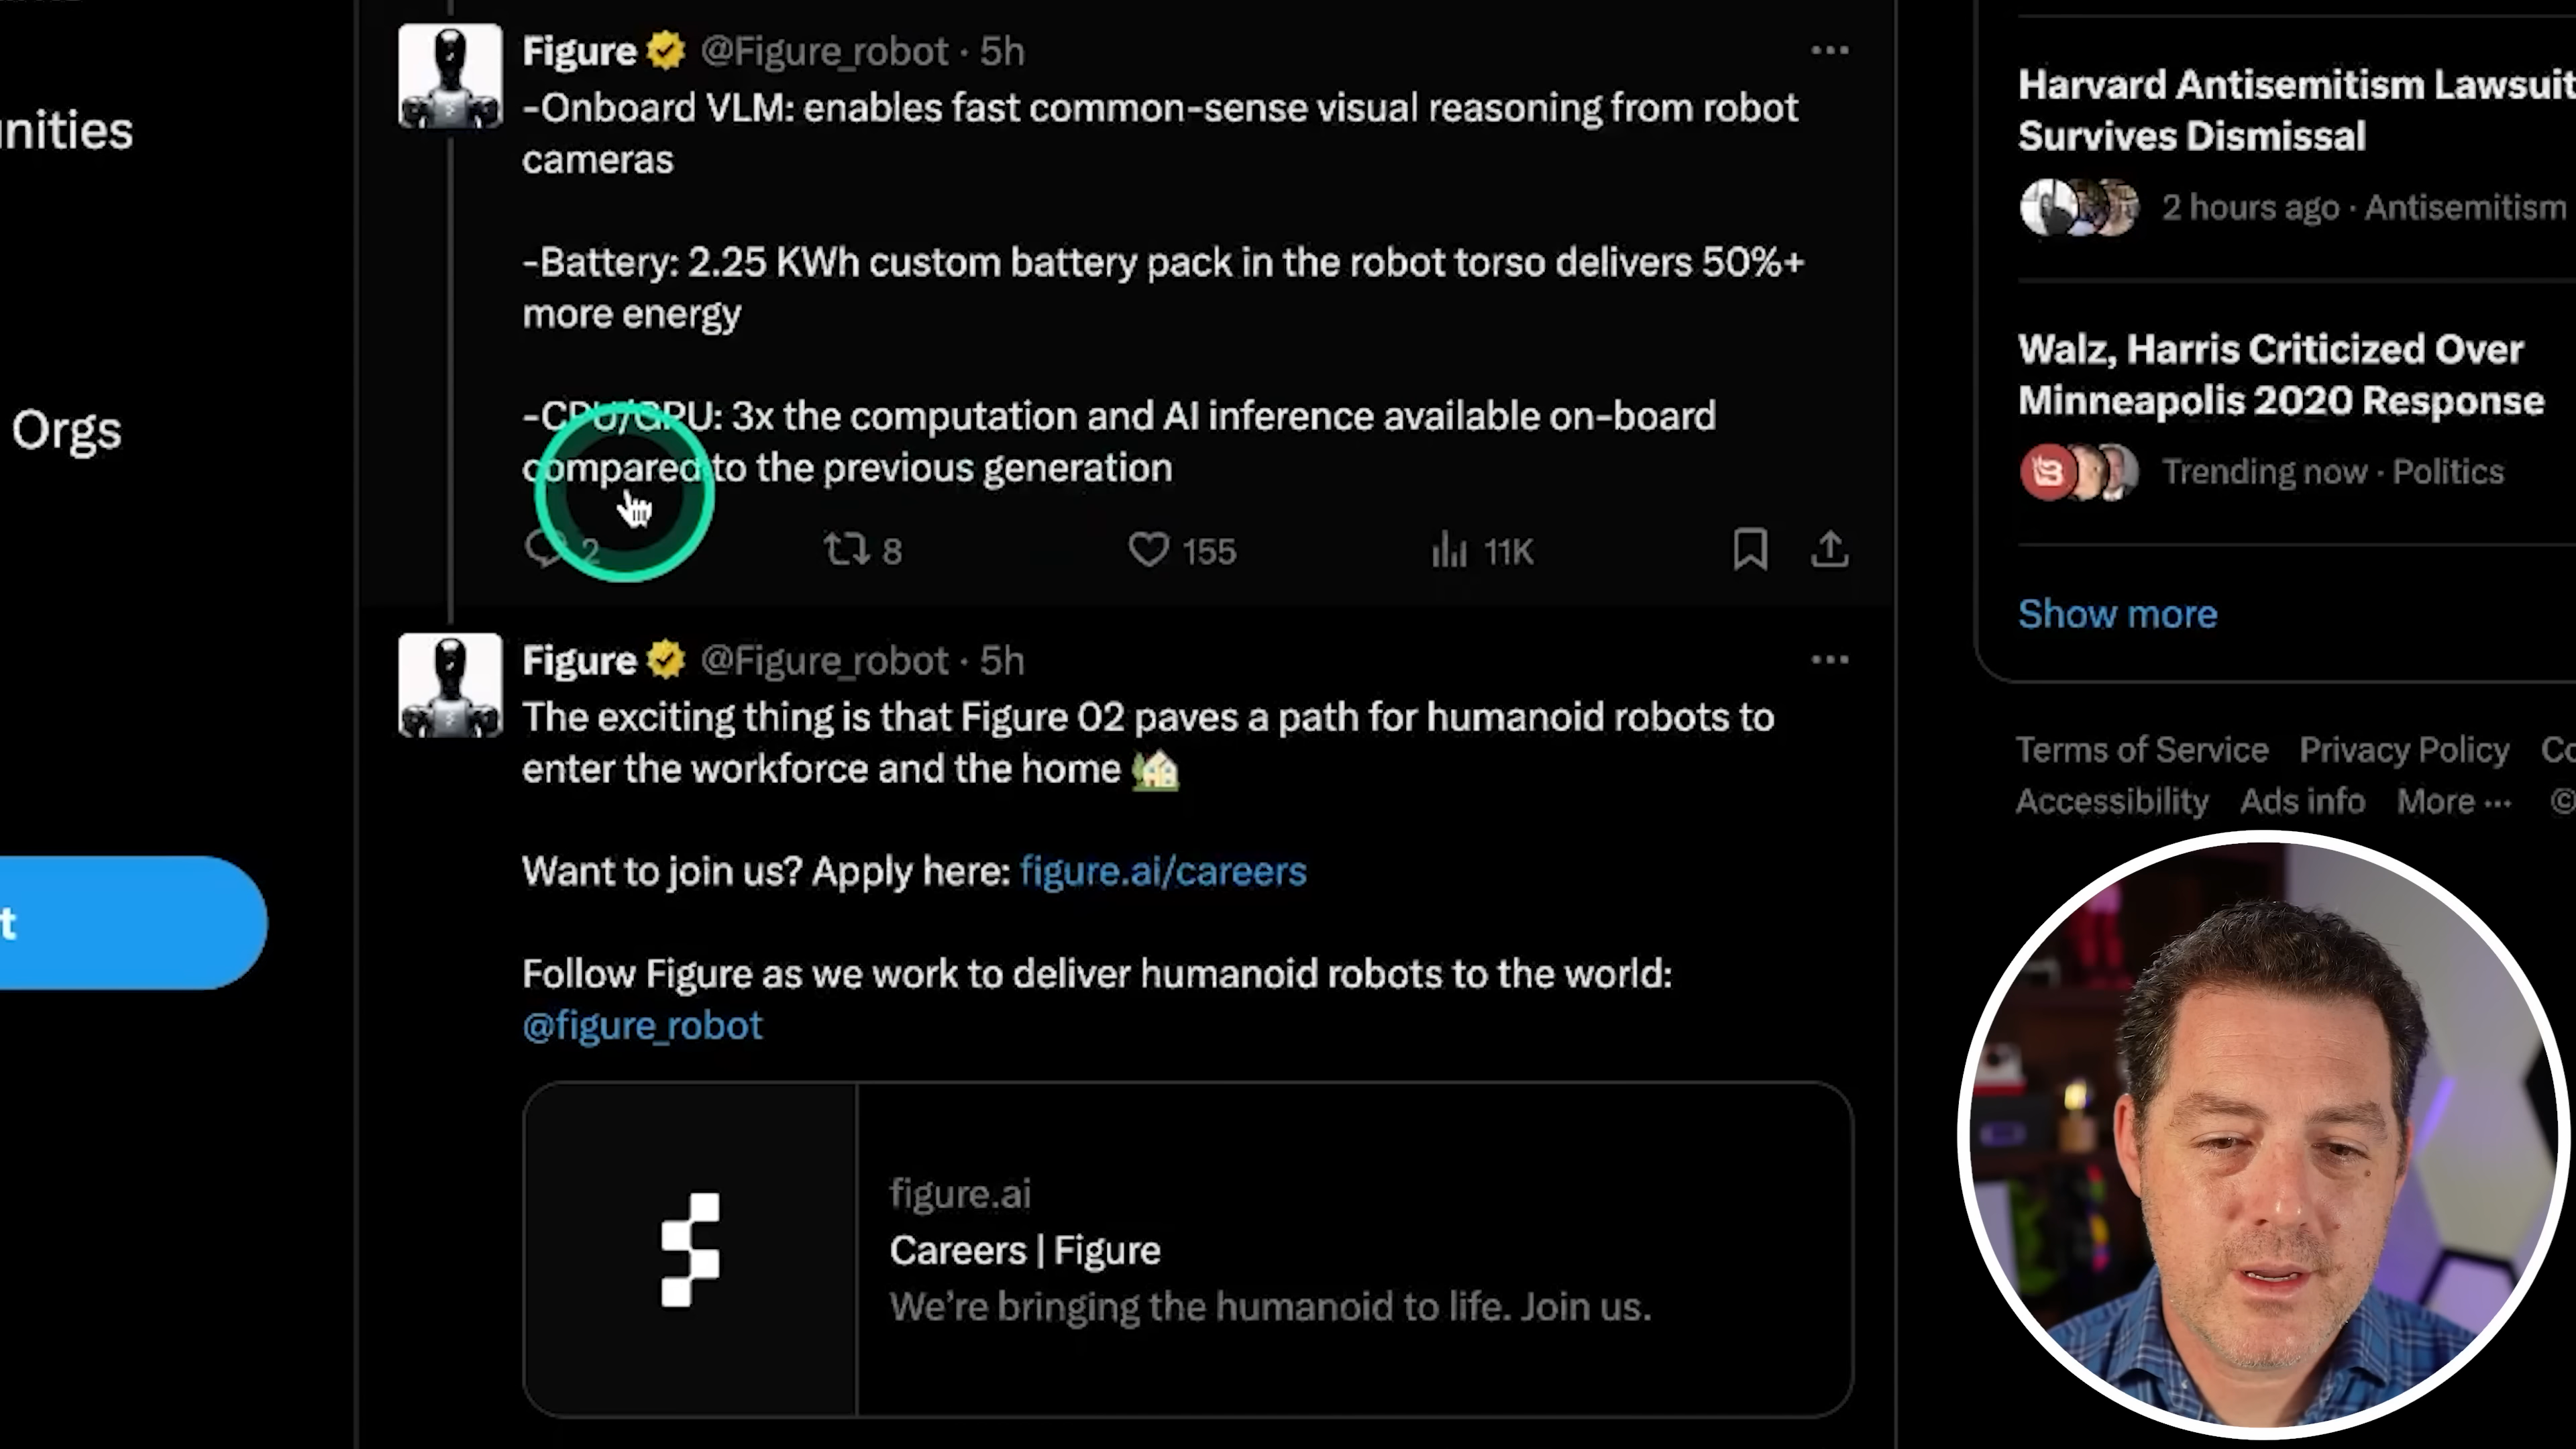 unities
Orgs
t
Figure @Figure_robot · 5h
-Onboard VLM: enables fast common-sense visual reasoning from robot
cameras
-Battery: 2.25 KWh custom battery pack in the robot torso delivers 50%+
more energy
-CPU/GPU: 3x the computation and AI inference available on-board
compared to the previous generation
2 8 155 11K
Figure @Figure_robot · 5h
The exciting thing is that Figure 02 paves a path for humanoid robots to
enter the workforce and the home 🏡
Want to join us? Apply here: figure.ai/careers
Follow Figure as we work to deliver humanoid robots to the world:
@figure_robot
figure.ai
Careers | Figure
We're bringing the humanoid to life. Join us.
Harvard Antisemitism Lawsuit
Survives Dismissal
2 hours ago · Antisemitism
Walz, Harris Criticized Over
Minneapolis 2020 Response
Trending now · Politics
Show more
Terms of Service Privacy Policy Co
Accessibility Ads info More ··· ©